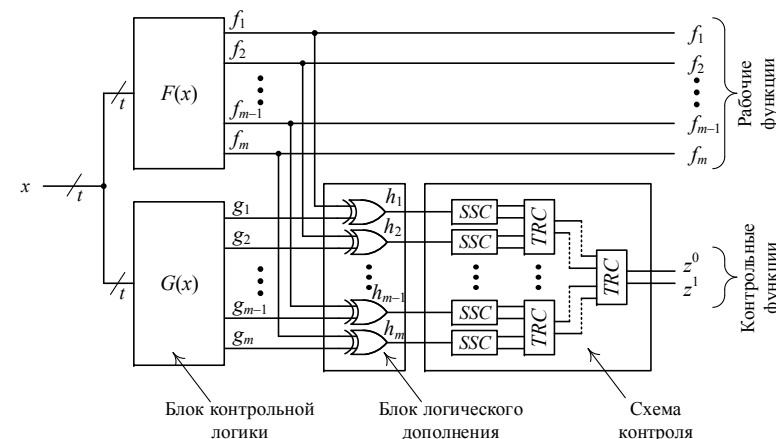 f₁ f₁
f₂ f₂
F(x)
fₘ₋₁ fₘ₋₁
fₘ fₘ
Рабочие
функции
t
x t
t
G(x)
g₁ h₁ SSC TRC
g₂ h₂ SSC
TRC z⁰
z¹
gₘ₋₁ hₘ₋₁ SSC TRC
gₘ hₘ SSC
Контрольные
функции
Блок контрольной
логики
Блок логического
дополнения
Схема
контроля